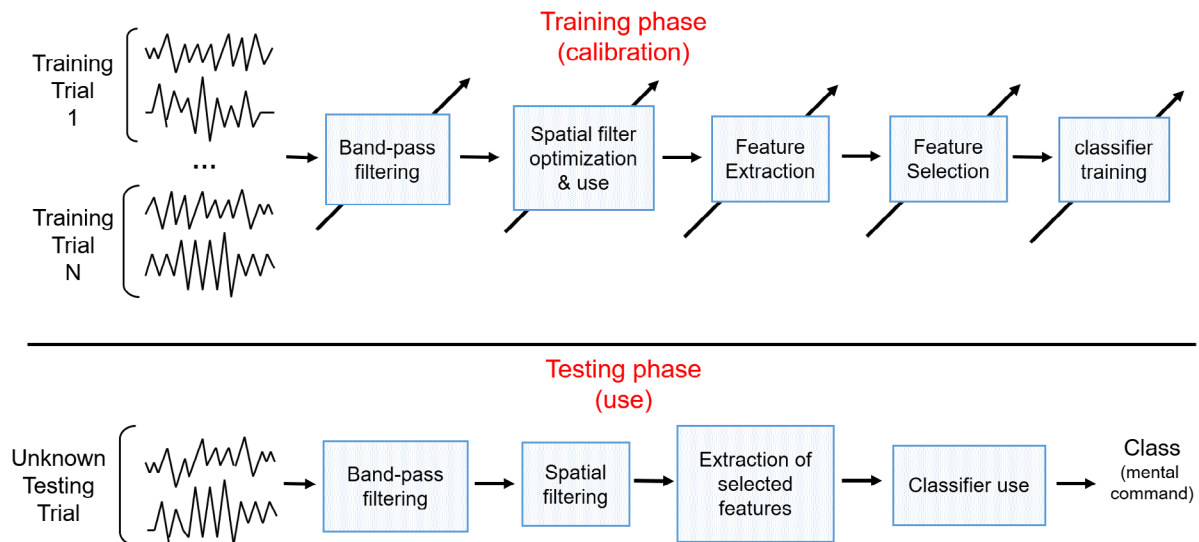 Training phase
(calibration)
Training
Trial
1
...
Training
Trial
N
Band-pass
filtering
Spatial filter
optimization
& use
Feature
Extraction
Feature
Selection
classifier
training
Testing phase
(use)
Unknown
Testing
Trial
Band-pass
filtering
Spatial
filtering
Extraction of
selected
features
Classifier use
Class
(mental
command)